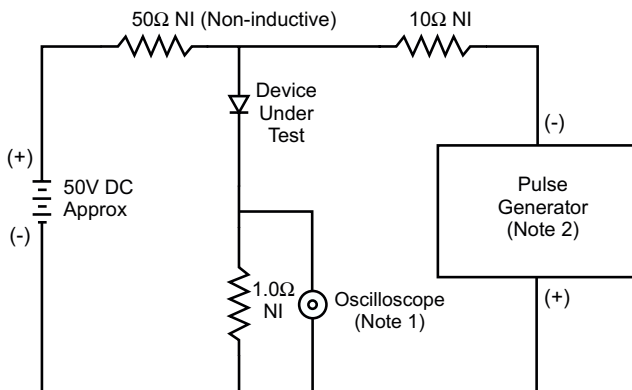 50Ω NI (Non-inductive)
10Ω NI
Device
Under
Test
(-)
(+)
50V DC
Approx
(-)
Pulse
Generator
(Note 2)
1.0Ω
NI
Oscilloscope
(Note 1)
(+)